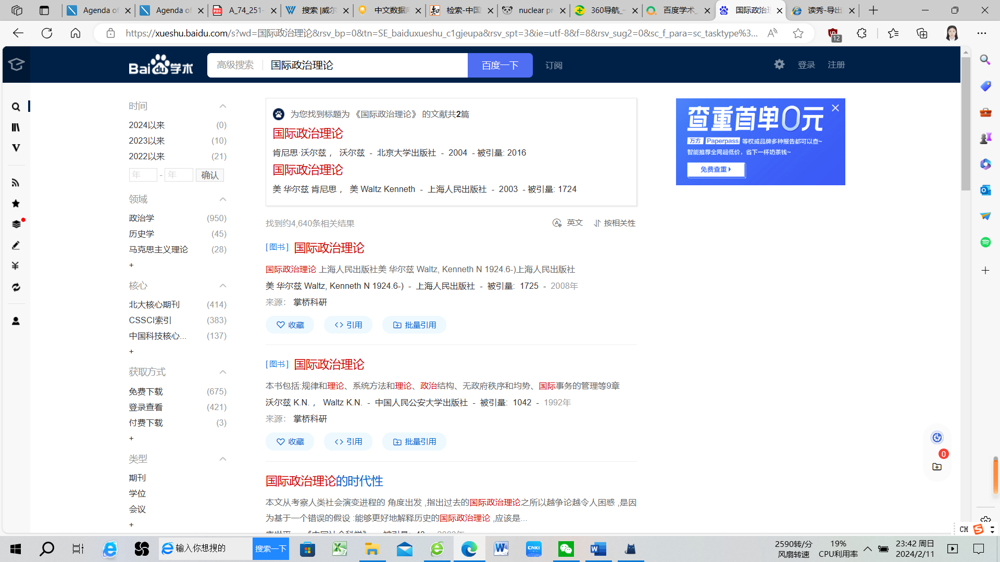 Agenda of
Agenda of
A_74_251-
搜索 |威尔
中文数据库
检索-中国
nuclear pr
360导航_一
百度学术_
国际政治理
读秀-导出
https://xueshu.baidu.com/s?wd=国际政治理论&rsv_bp=0&tn=SE_baiduxueshu_c1gjeupa&rsv_spt=3&ie=utf-8&f=8&rsv_sug2=0&sc_f_para=sc_tasktype%3...
12
Bai du 学术
高级搜索
国际政治理论
百度一下
订阅
登录
注册
时间
2024以来 (0)
2023以来 (10)
2022以来 (21)
年 - 年 确认
领域
政治学 (950)
历史学 (45)
马克思主义理论 (28)
+
核心
北大核心期刊 (414)
CSSCI索引 (383)
中国科技核心... (137)
+
获取方式
免费下载 (675)
登录查看 (421)
付费下载 (3)
+
类型
期刊
学位
会议
+
为您找到标题为 《国际政治理论》 的文献共2篇
国际政治理论
肯尼思·沃尔兹 ， 沃尔兹 - 北京大学出版社 - 2004 - 被引量: 2016
国际政治理论
美 华尔兹 肯尼思 ， 美 Waltz Kenneth - 上海人民出版社 - 2003 - 被引量: 1724
找到约4,640条相关结果
英文
按相关性
[图书] 国际政治理论
国际政治理论 上海人民出版社美 华尔兹 Waltz, Kenneth N 1924.6-)上海人民出版社
美 华尔兹 Waltz, Kenneth N 1924.6-) - 上海人民出版社 - 被引量: 1725 - 2008年
来源： 掌桥科研
收藏
引用
批量引用
[图书] 国际政治理论
本书包括:规律和理论、系统方法和理论、政治结构、无政府秩序和均势、国际事务的管理等9章
沃尔兹 K.N. ， Waltz K.N. - 中国人民公安大学出版社 - 被引量: 1042 - 1992年
来源： 掌桥科研
收藏
引用
批量引用
国际政治理论的时代性
本文从考察人类社会演变进程的 角度出发 ,指出过去的国际政治理论之所以越争论越令人困惑 ,是因
为基于一个错误的假设 :能够更好地解释历史的国际政治理论 ,应该是...
查重首单0元
万方 Paperpass 等权威品牌多种报告都可以查~
智能推荐全网超低价，省下一杯奶茶钱~
免费查重
0
CH
输入你想搜的
搜索一下
CNKI
2590转/分
风扇转速
19%
CPU利用率
23:42 周日
2024/2/11